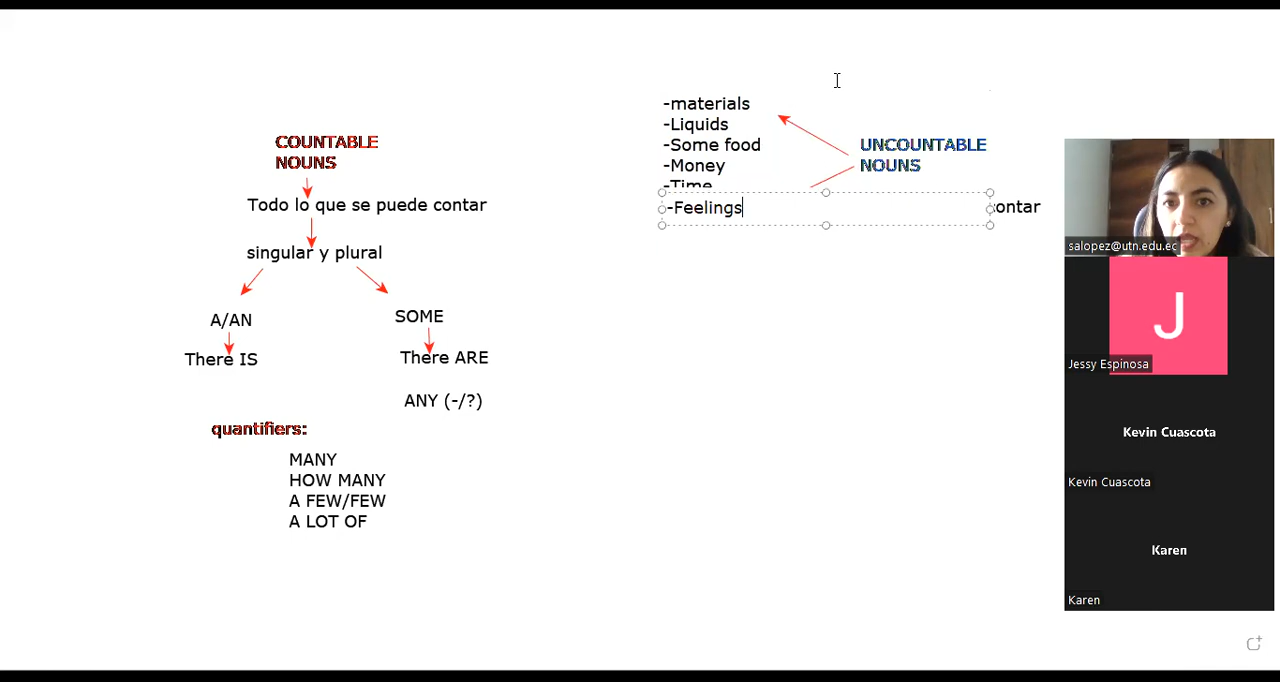 COUNTABLE
NOUNS
Todo lo que se puede contar
singular y plural
A/AN
SOME
There IS
There ARE
ANY (-/?)
quantifiers:
MANY
HOW MANY
A FEW/FEW
A LOT OF
-materials
-Liquids
-Some food
-Money
-Time
-Feelings
UNCOUNTABLE
NOUNS
contar
salopez@utn.edu.ec
J
Jessy Espinosa
Kevin Cuascota
Kevin Cuascota
Karen
Karen